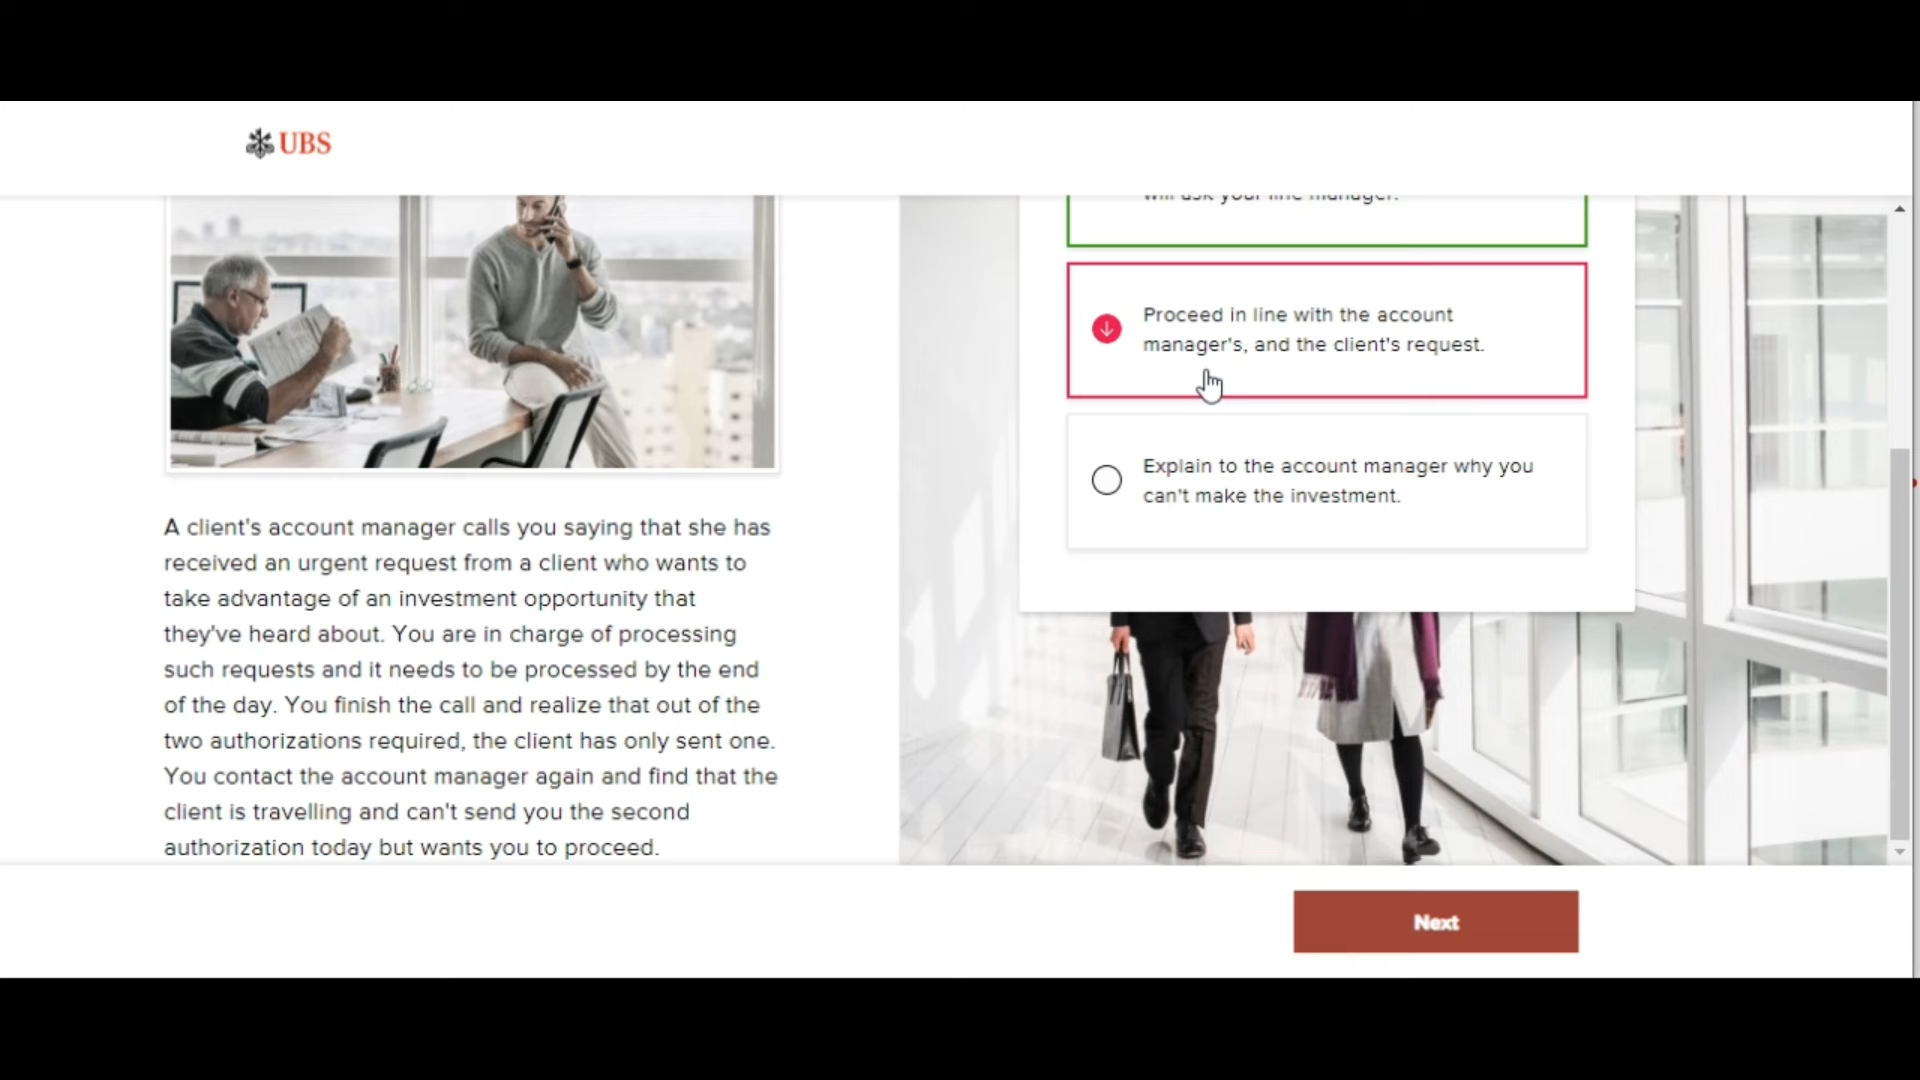 UBS
will ask your line manager.
Proceed in line with the account
manager's, and the client's request.
Explain to the account manager why you
can't make the investment.
A client's account manager calls you saying that she has
received an urgent request from a client who wants to
take advantage of an investment opportunity that
they've heard about. You are in charge of processing
such requests and it needs to be processed by the end
of the day. You finish the call and realize that out of the
two authorizations required, the client has only sent one.
You contact the account manager again and find that the
client is travelling and can't send you the second
authorization today but wants you to proceed.
Next